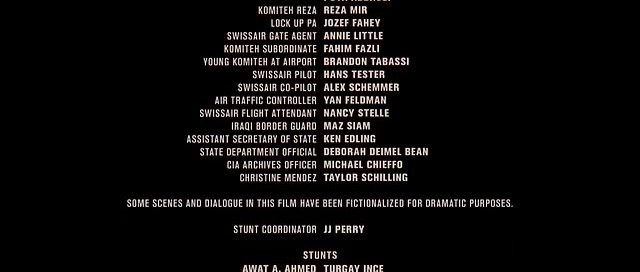 KOMITEH REZA REZA MIR
LOCK UP PA JOZEF FAHEY
SWISSAIR GATE AGENT ANNIE LITTLE
KOMITEH SUBORDINATE FAHIM FAZLI
YOUNG KOMITEH AT AIRPORT BRANDON TABASSI
SWISSAIR PILOT HANS TESTER
SWISSAIR CO-PILOT ALEX SCHEMMER
AIR TRAFFIC CONTROLLER YAN FELDMAN
SWISSAIR FLIGHT ATTENDANT NANCY STELLE
IRAQI BORDER GUARD MAZ SIAM
ASSISTANT SECRETARY OF STATE KEN EDLING
STATE DEPARTMENT OFFICIAL DEBORAH DEIMEL BEAN
CIA ARCHIVES OFFICER MICHAEL CHIEFFO
CHRISTINE MENDEZ TAYLOR SCHILLING
SOME SCENES AND DIALOGUE IN THIS FILM HAVE BEEN FICTIONALIZED FOR DRAMATIC PURPOSES.
STUNT COORDINATOR JJ PERRY
STUNTS
AWAT A. AHMED TURGAY INCE